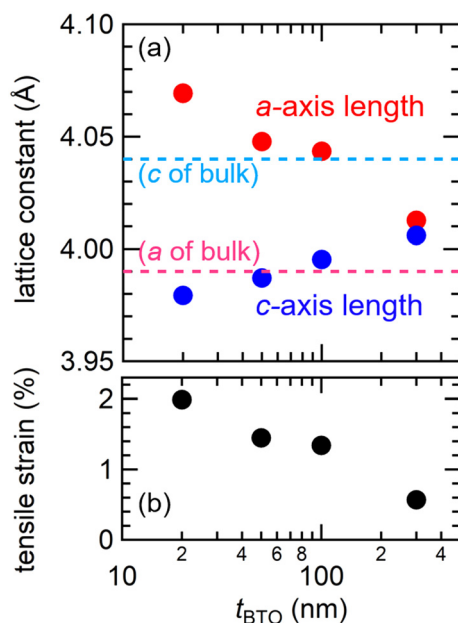 4.10
(a)
a-axis length
4.05
(c of bulk)
lattice constant (Å)
4.00
(a of bulk)
c-axis length
3.95
2
tensile strain (%)
1
(b)
0
2 4 6 8 2 4
10 100
tBTO (nm)